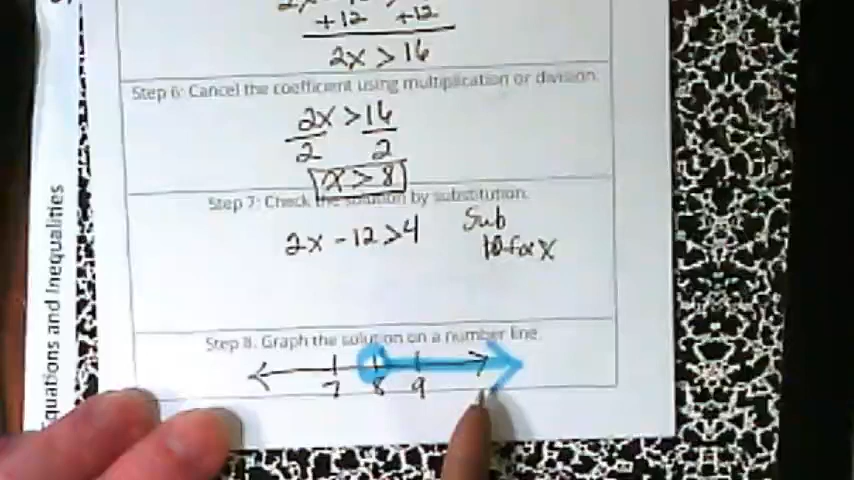 +12 +12
2x > 16
Step 6: Cancel the coefficient using multiplication or division.
2x > 16
2 2
x > 8
Step 7: Check the solution by substitution.
2x - 12 > 4 Sub
10 for x
Step 8. Graph the solution on a number line.
7 8 9
Equations and Inequalities